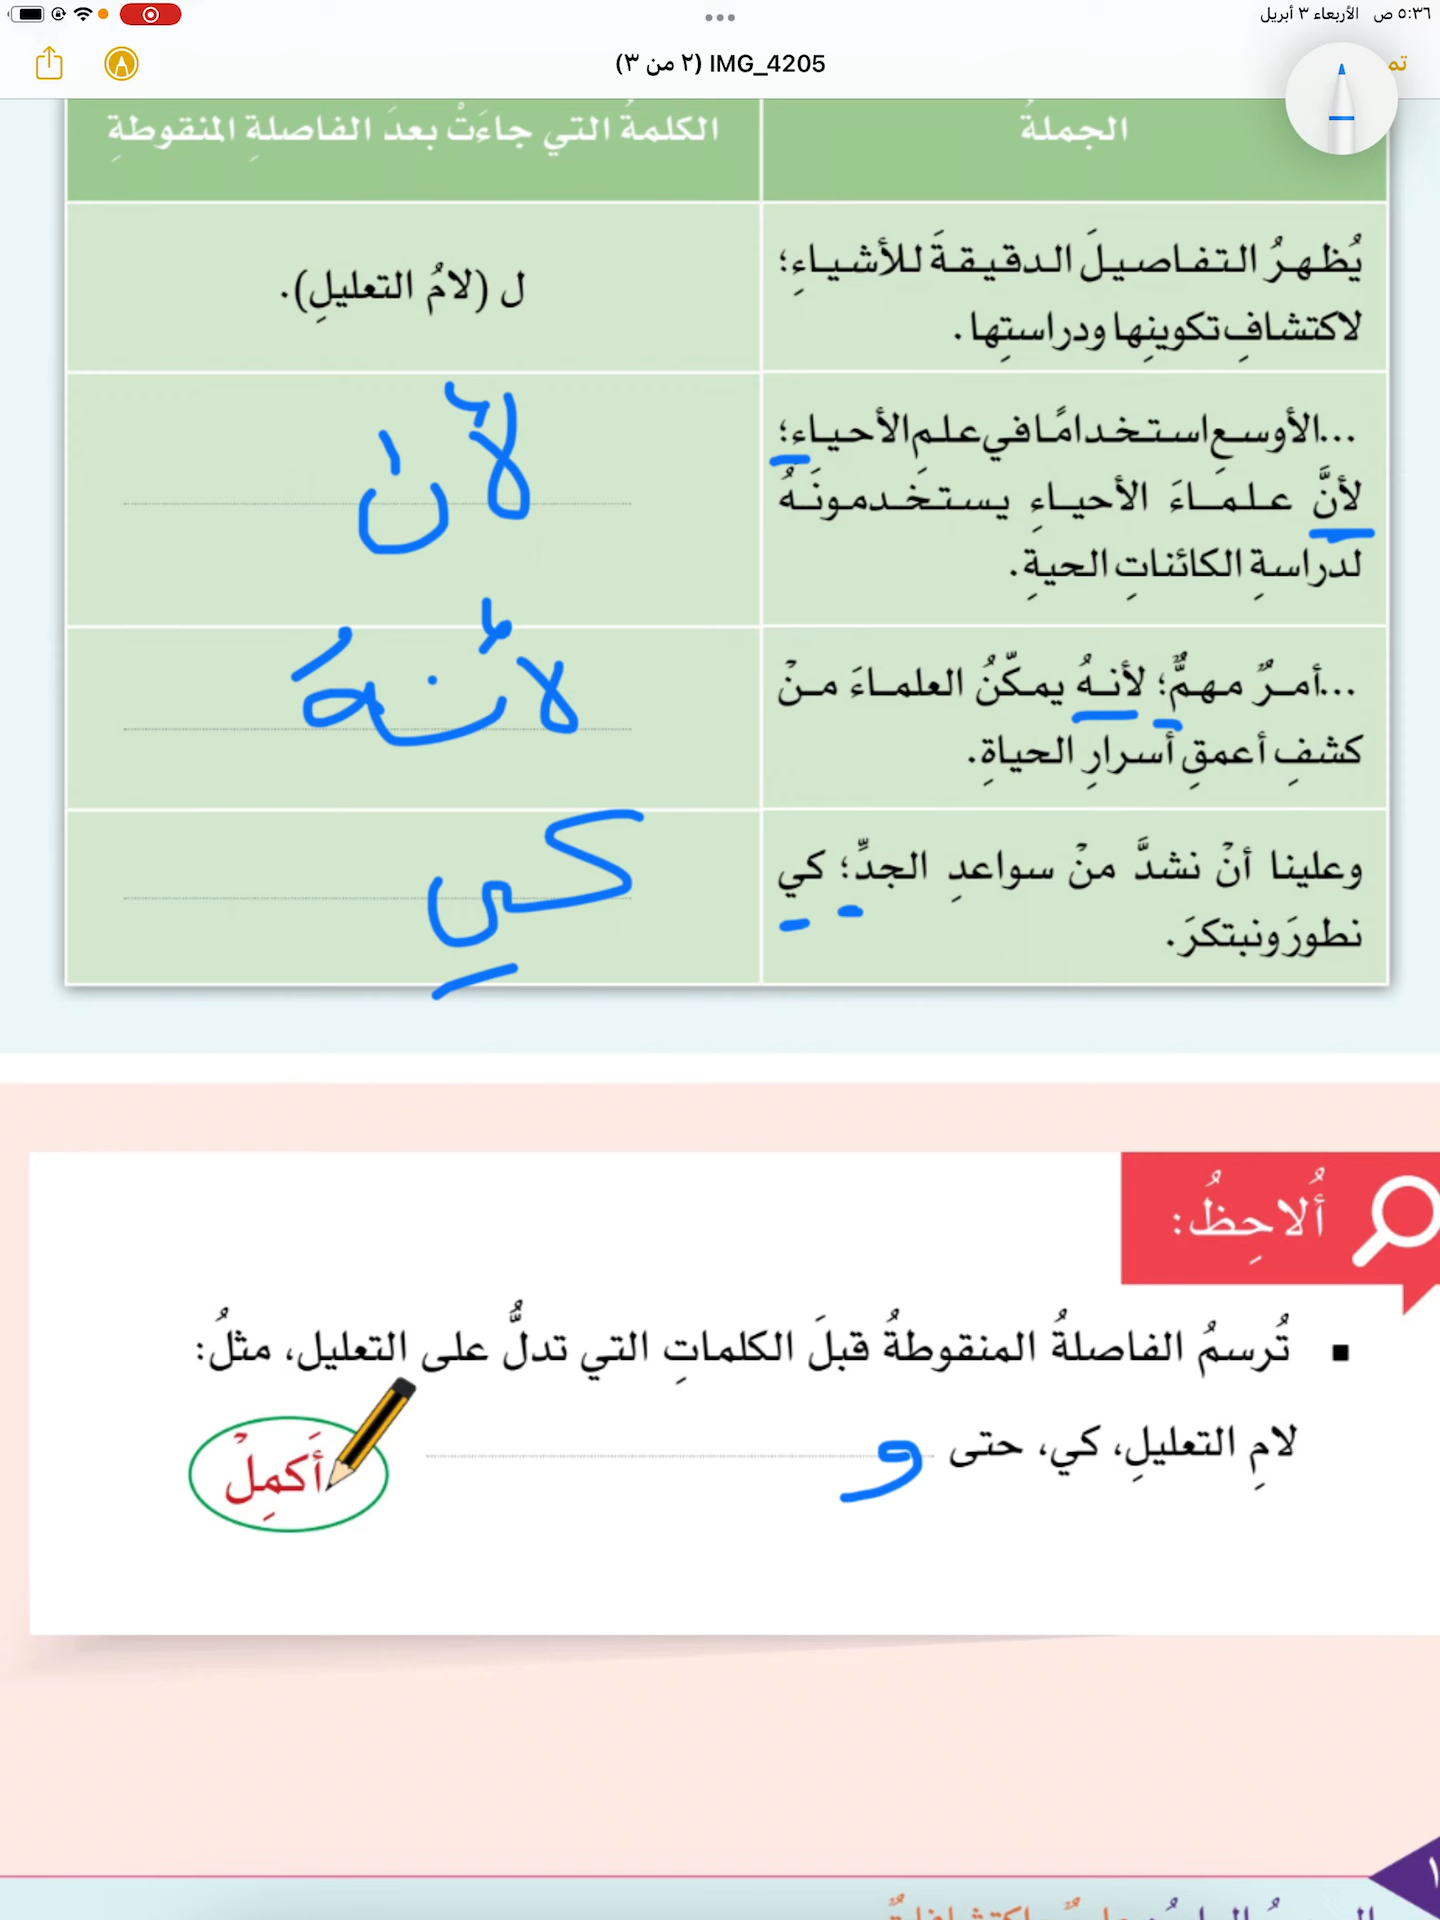 ٥:٣٦ ص الأربعاء ٣ أبريل
IMG_4205 (٢ من ٣)
تم
الجملة
الكلمةُ التي جاءَتْ بعدَ الفاصلةِ المنقوطةِ
يُظهرُ التفاصيلَ الدقيقةَ للأشياءِ؛
لاكتشافِ تكوينِها ودراستِها.
ل (لامُ التعليلِ).
...الأوسعِ استخدامًا في علمِ الأحياءِ؛
لأنَّ علماءَ الأحياءِ يستخدمونَهُ
لدراسةِ الكائناتِ الحيةِ.
لأن
...أمرٌ مهمٌّ؛ لأنهُ يمكّنُ العلماءَ منْ
كشفِ أعمقِ أسرارِ الحياةِ.
لأنهَ
وعلينا أنْ نشدَّ منْ سواعدِ الجدِّ؛ كي
نطورَ ونبتكرَ.
كي
أُلاحِظُ:
▪ تُرسمُ الفاصلةُ المنقوطةُ قبلَ الكلماتِ التي تدلُّ على التعليل، مثلُ:
لامِ التعليلِ، كي، حتى و
أَكمِلْ